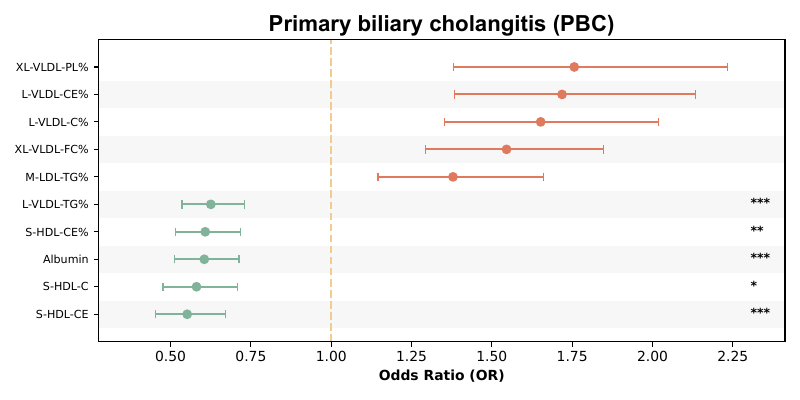 Primary biliary cholangitis (PBC)
XL-VLDL-PL%
L-VLDL-CE%
L-VLDL-C%
XL-VLDL-FC%
M-LDL-TG%
L-VLDL-TG% ***
S-HDL-CE% **
Albumin ***
S-HDL-C *
S-HDL-CE ***
0.50 0.75 1.00 1.25 1.50 1.75 2.00 2.25
Odds Ratio (OR)